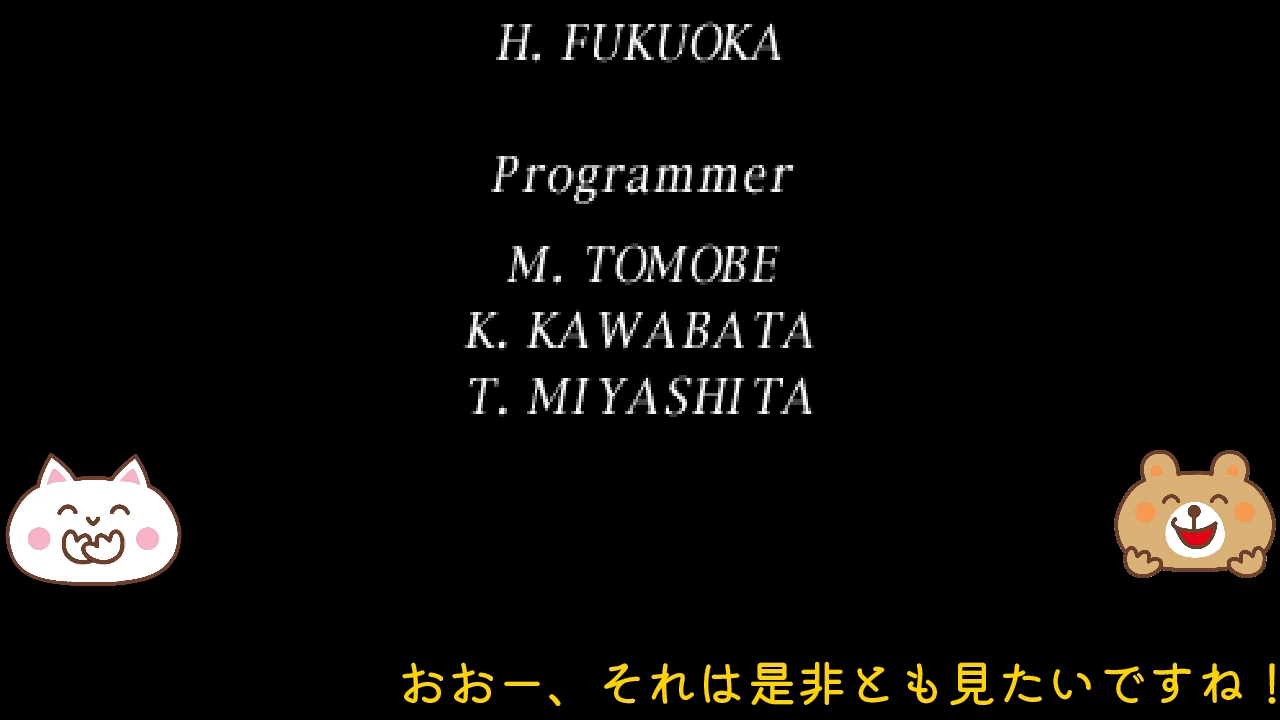 H. FUKUOKA
Programmer
M. TOMOBE
K. KAWABATA
T. MIYASHITA
おおー、それは是非とも見たいですね！